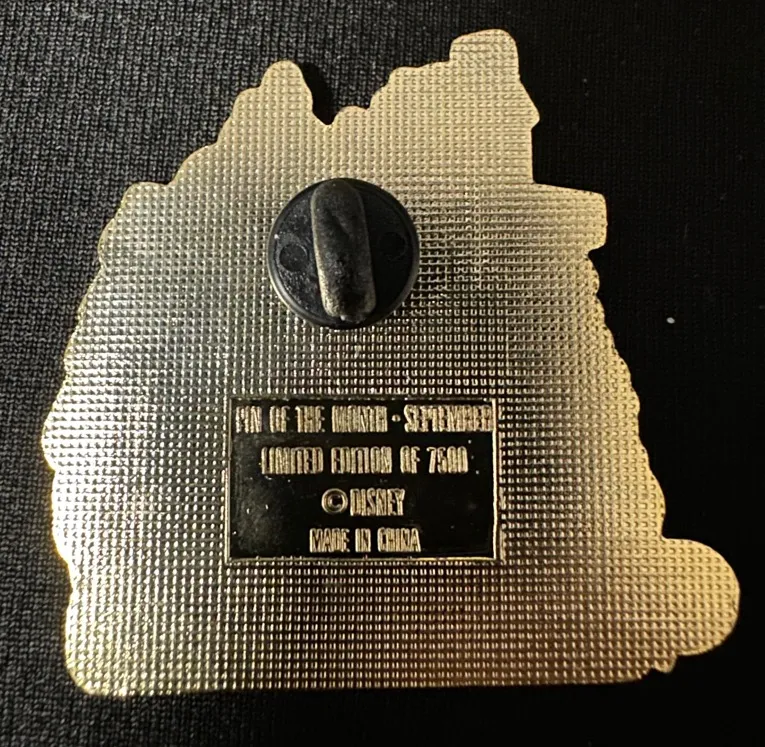 PIN OF THE MONTH • SEPTEMBER
LIMITED EDITION OF 7500
© DISNEY
MADE IN CHINA